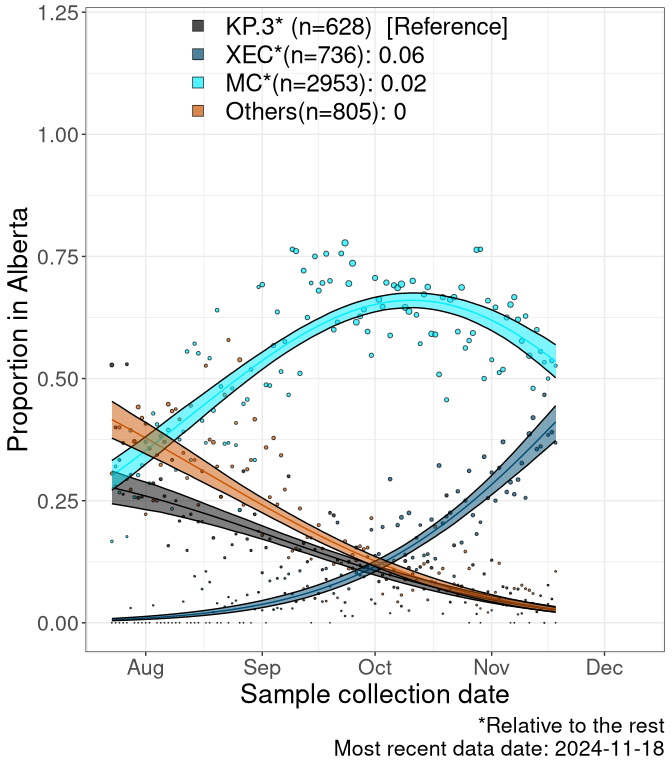 KP.3* (n=628)  [Reference]
XEC*(n=736): 0.06
MC*(n=2953): 0.02
Others(n=805): 0
Proportion in Alberta
1.25
1.00
0.75
0.50
0.25
0.00
Aug Sep Oct Nov Dec
Sample collection date
*Relative to the rest
Most recent data date: 2024-11-18